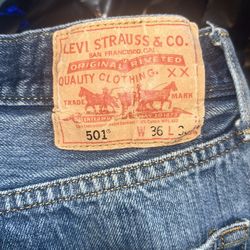 LEVI STRAUSS & CO.
SAN FRANCISCO, CAL.
ORIGINAL RIVETED
QUALITY CLOTHING. XX
TRADE MARK
501® W 36 L